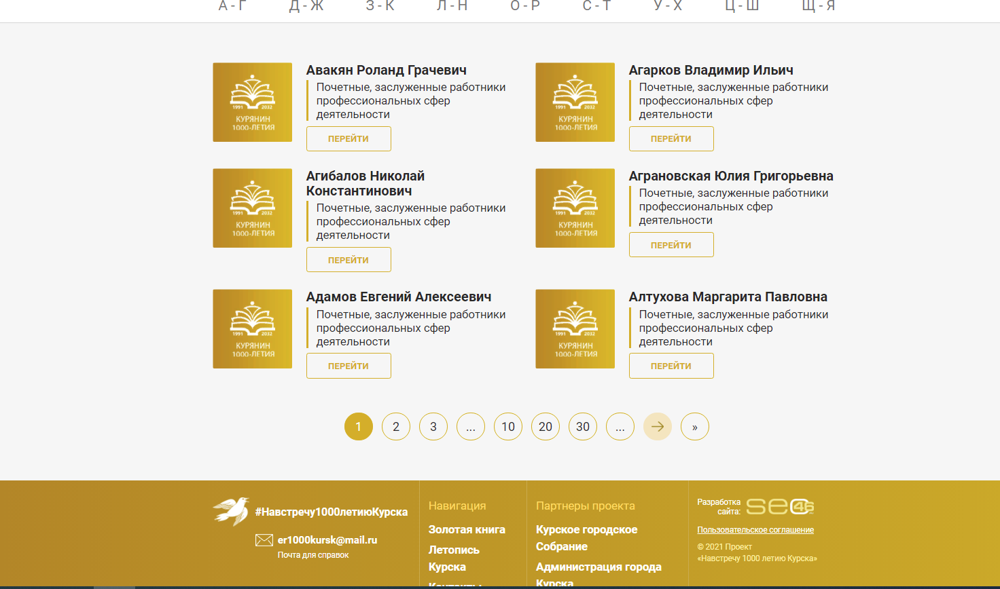 А - Г Д - Ж З - К Л - Н О - Р С - Т У - Х Ц - Ш Щ - Я
1991 2032
КУРЯНИН
1000-ЛЕТИЯ
Авакян Роланд Грачевич
Почетные, заслуженные работники
профессиональных сфер
деятельности
ПЕРЕЙТИ
1991 2032
КУРЯНИН
1000-ЛЕТИЯ
Агарков Владимир Ильич
Почетные, заслуженные работники
профессиональных сфер
деятельности
ПЕРЕЙТИ
1991 2032
КУРЯНИН
1000-ЛЕТИЯ
Агибалов Николай
Константинович
Почетные, заслуженные работники
профессиональных сфер
деятельности
ПЕРЕЙТИ
1991 2032
КУРЯНИН
1000-ЛЕТИЯ
Аграновская Юлия Григорьевна
Почетные, заслуженные работники
профессиональных сфер
деятельности
ПЕРЕЙТИ
1991 2032
КУРЯНИН
1000-ЛЕТИЯ
Адамов Евгений Алексеевич
Почетные, заслуженные работники
профессиональных сфер
деятельности
ПЕРЕЙТИ
1991 2032
КУРЯНИН
1000-ЛЕТИЯ
Алтухова Маргарита Павловна
Почетные, заслуженные работники
профессиональных сфер
деятельности
ПЕРЕЙТИ
1 2 3 ... 10 20 30 ... → »
#Навстречу1000летиюКурска
er1000kursk@mail.ru
Почта для справок
Навигация
Золотая книга
Летопись
Курска
Контакты
Партнеры проекта
Курское городское
Собрание
Администрация города
Курска
Разработка
сайта:
seo46
Пользовательское соглашение
© 2021 Проект
«Навстречу 1000 летию Курска»